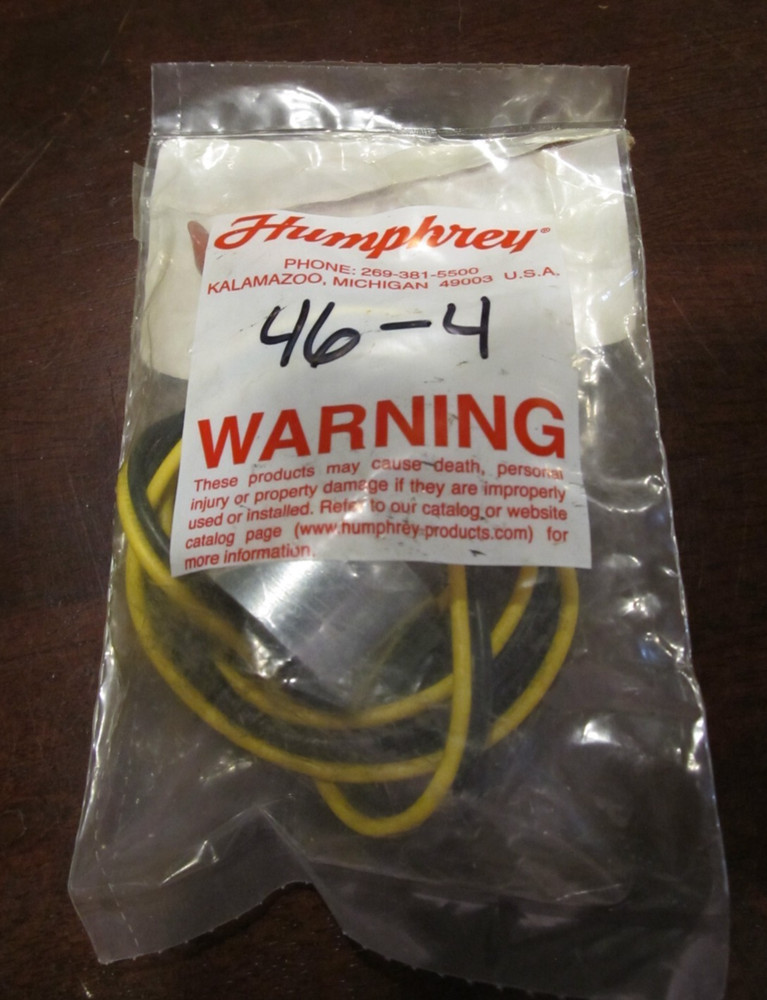 Humphrey®
PHONE: 269-381-5500
KALAMAZOO, MICHIGAN 49003 U.S.A.
46-4
WARNING
These products may cause death, personal
injury or property damage if they are improperly
used or installed. Refer to our catalog or website
catalog page (www.humphrey-products.com) for
more information.